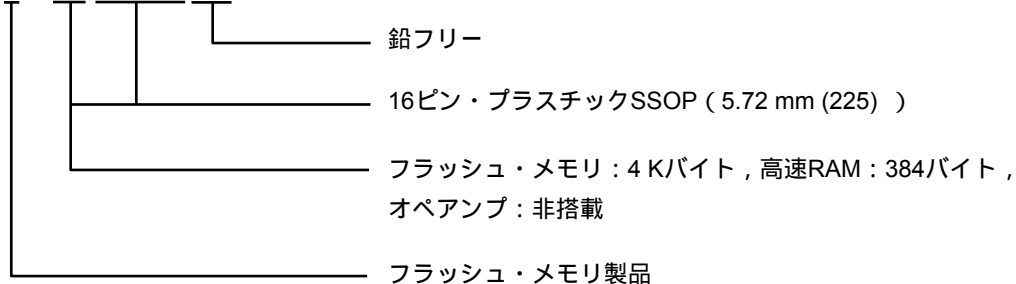 鉛フリー
16ピン・プラスチックSSOP（5.72 mm (225) ）
フラッシュ・メモリ：4 Kバイト，高速RAM：384バイト，
オペアンプ：非搭載
フラッシュ・メモリ製品